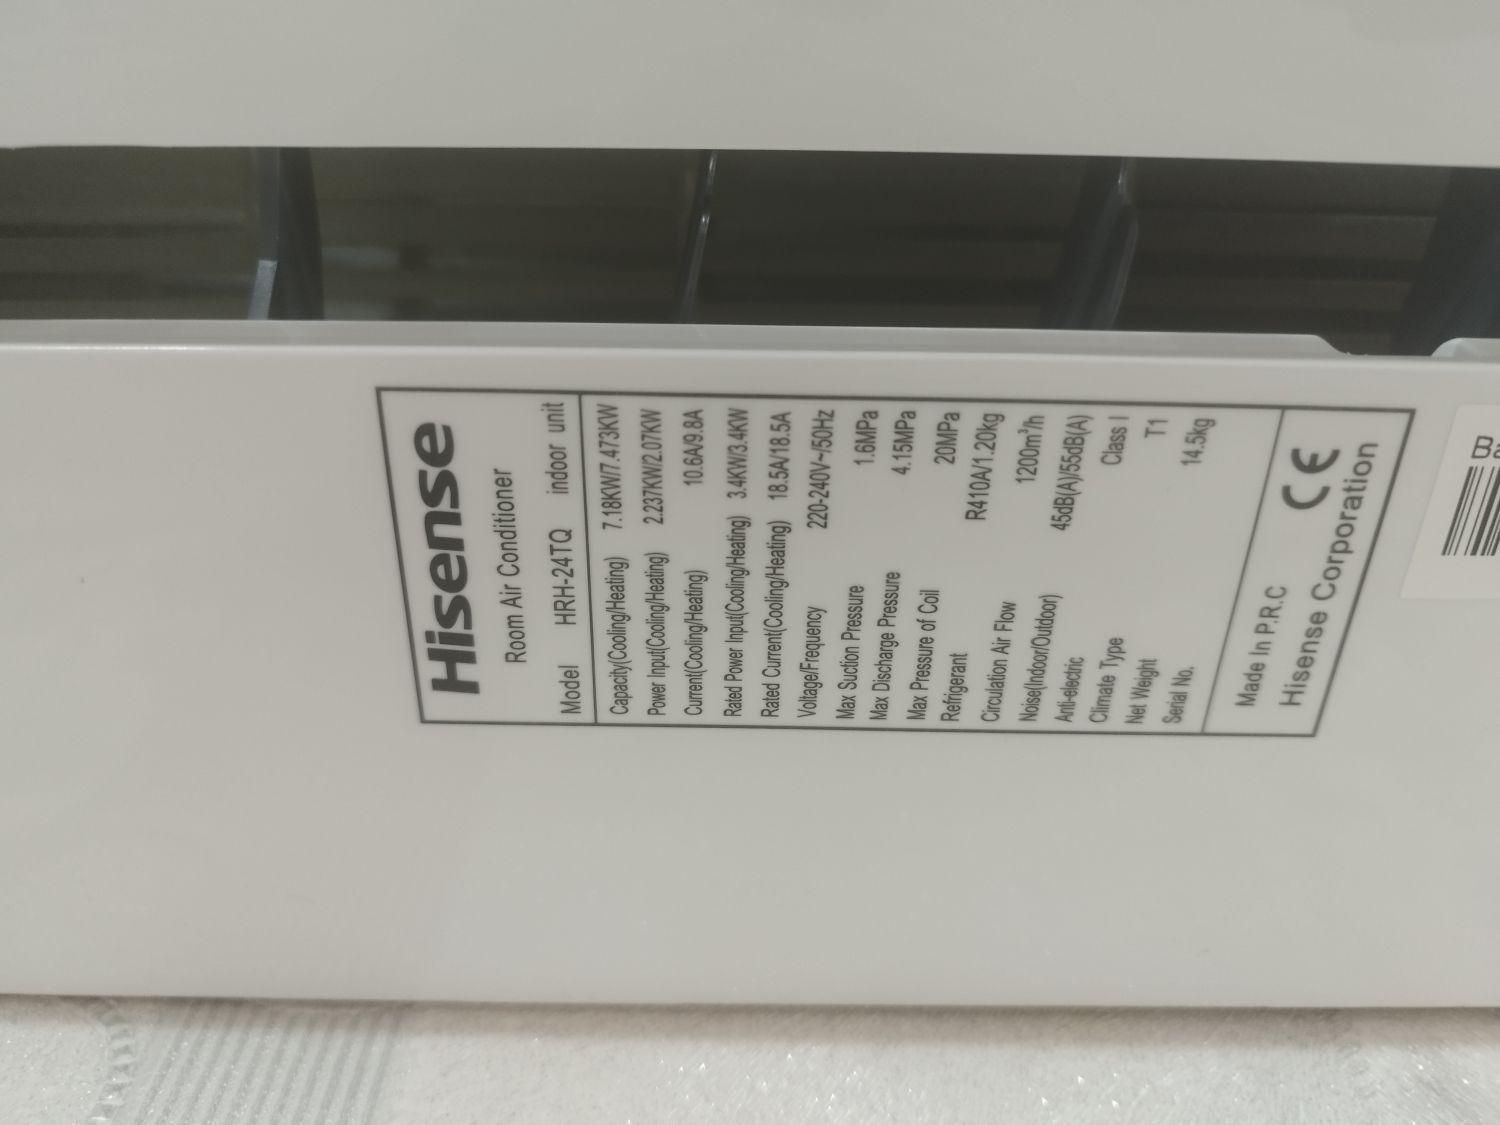 Hisense
Room Air Conditioner
Model HRH-24TQ indoor unit
Capacity(Cooling/Heating) 7.18KW/7.473KW
Power Input(Cooling/Heating) 2.237KW/2.07KW
Current(Cooling/Heating) 10.6A/9.8A
Rated Power Input(Cooling/Heating) 3.4KW/3.4KW
Rated Current(Cooling/Heating) 18.5A/18.5A
Voltage/Frequency 220-240V~/50Hz
Max Suction Pressure 1.6MPa
Max Discharge Pressure 4.15MPa
Max Pressure of Coil 20MPa
Refrigerant R410A/1.20kg
Circulation Air Flow 1200m³/h
Noise(Indoor/Outdoor) 45dB(A)/55dB(A)
Anti-electric Class I
Climate Type T1
Net Weight 14.5kg
Serial No.
Made In P.R.C CE
Hisense Corporation